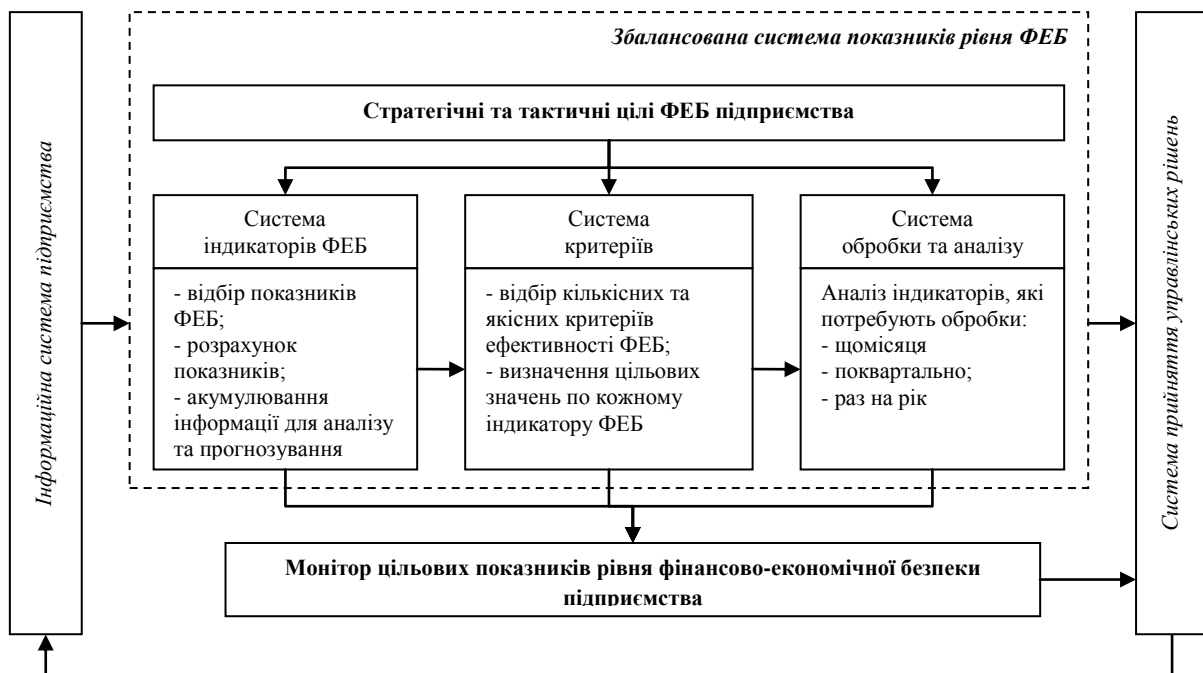 Збалансована система показників рівня ФЕБ
Інформаційна система підприємства
Стратегічні та тактичні цілі ФЕБ підприємства
Система
індикаторів ФЕБ
- відбір показників
ФЕБ;
- розрахунок
показників;
- акумулювання
інформації для аналізу
та прогнозування
Система
критеріїв
- відбір кількісних та
якісних критеріїв
ефективності ФЕБ;
- визначення цільових
значень по кожному
індикатору ФЕБ
Система
обробки та аналізу
Аналіз індикаторів, які
потребують обробки:
- щомісяця
- поквартально;
- раз на рік
Система прийняття управлінських рішень
Монітор цільових показників рівня фінансово-економічної безпеки
підприємства